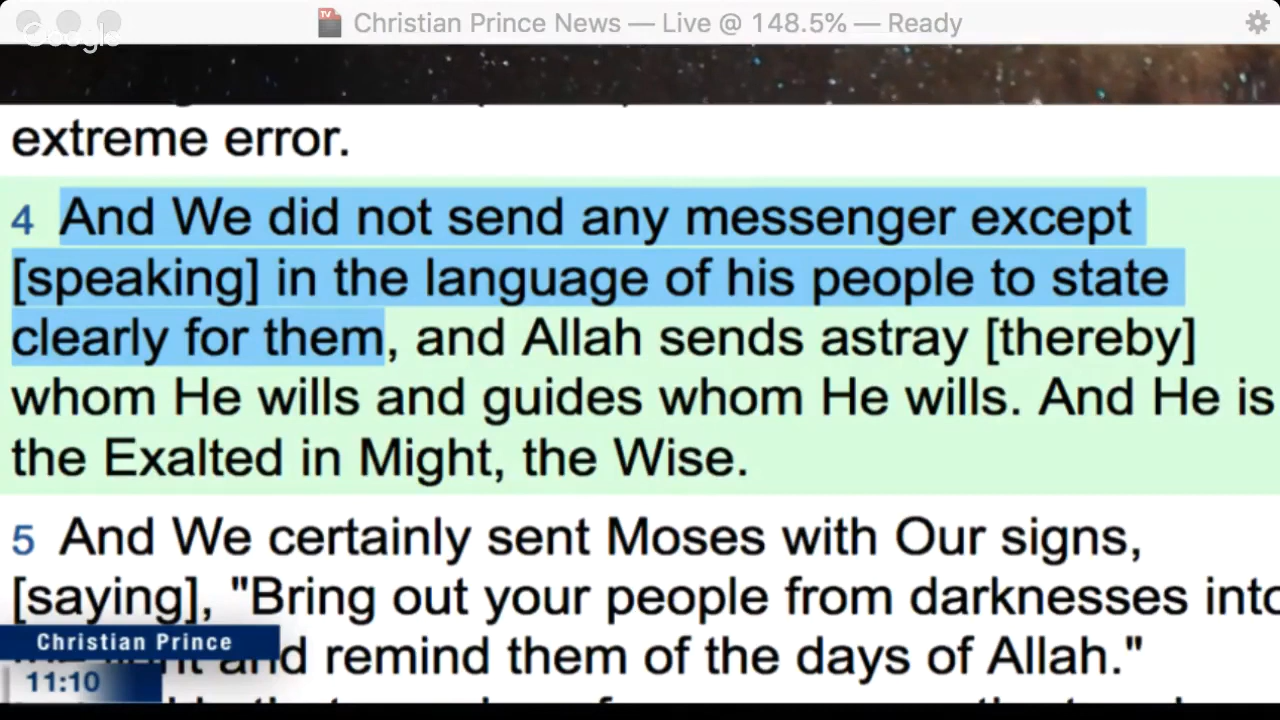 Christian Prince News — Live @ 148.5% — Ready
Google
extreme error.
4 And We did not send any messenger except
[speaking] in the language of his people to state
clearly for them, and Allah sends astray [thereby]
whom He wills and guides whom He wills. And He is
the Exalted in Might, the Wise.
5 And We certainly sent Moses with Our signs,
[saying], "Bring out your people from darknesses into
Christian Prince
and remind them of the days of Allah."
11:10